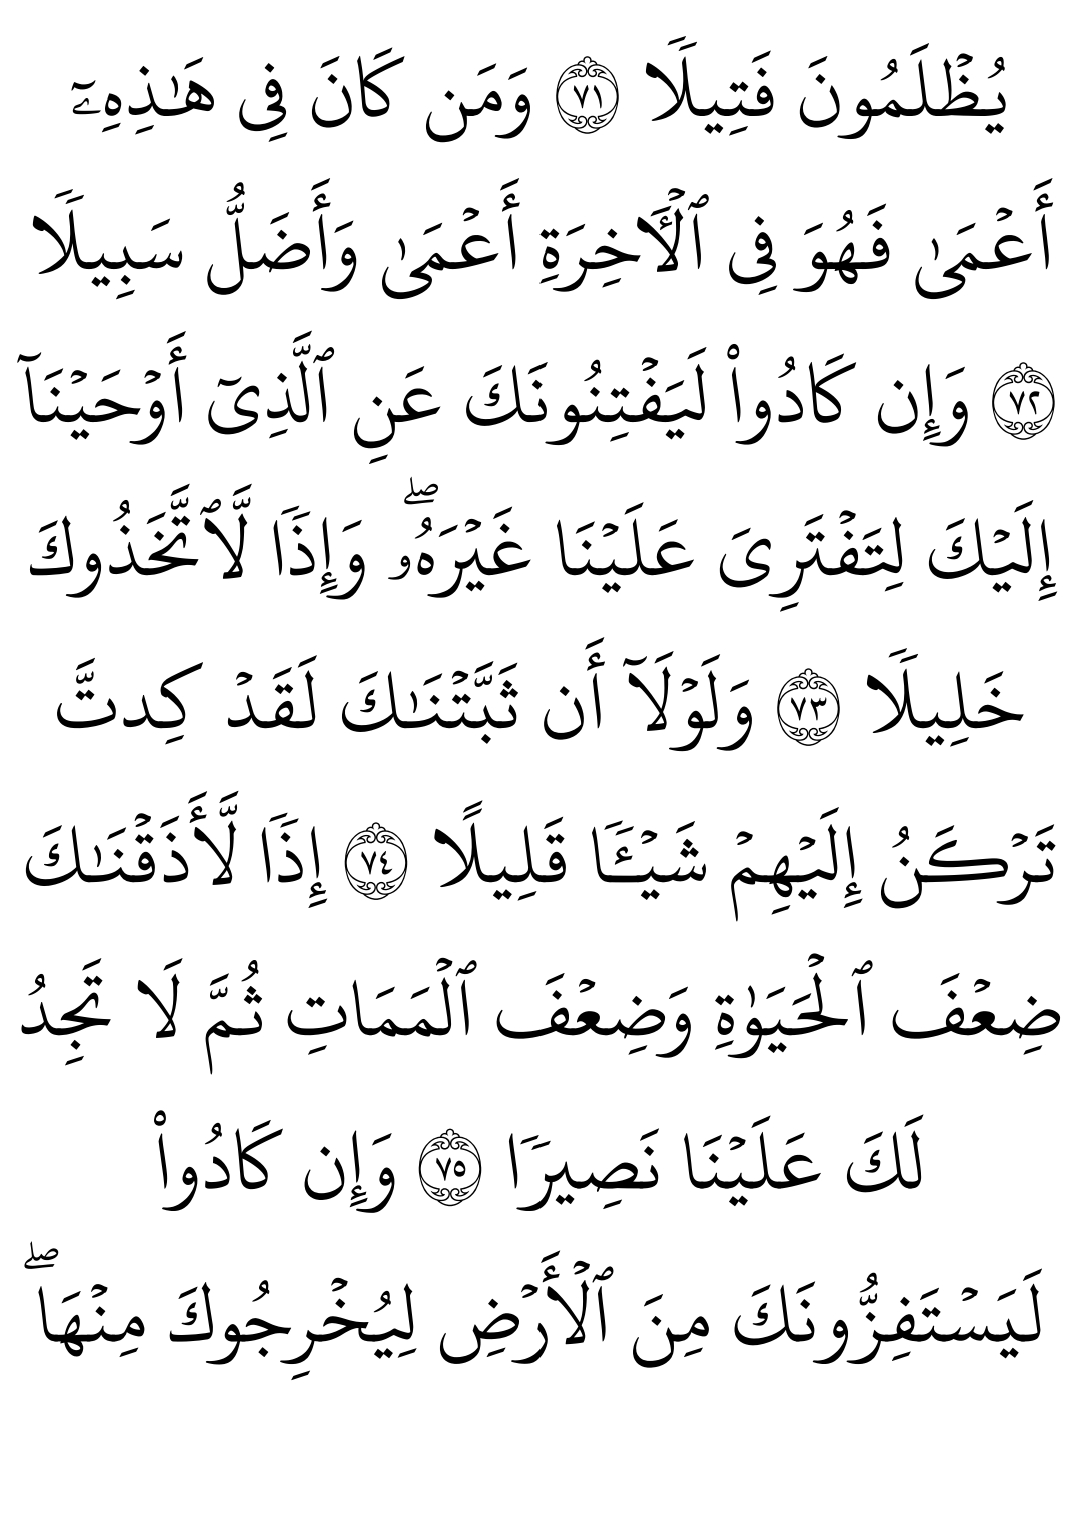 يُظۡلَمُونَ فَتِيلٗا ٧١ وَمَن كَانَ فِي هَٰذِهِۦٓ
أَعۡمَىٰ فَهُوَ فِي ٱلۡأٓخِرَةِ أَعۡمَىٰ وَأَضَلُّ سَبِيلٗا
٧٢ وَإِن كَادُواْ لَيَفۡتِنُونَكَ عَنِ ٱلَّذِيٓ أَوۡحَيۡنَآ
إِلَيۡكَ لِتَفۡتَرِيَ عَلَيۡنَا غَيۡرَهُۥۖ وَإِذٗا لَّٱتَّخَذُوكَ
خَلِيلٗا ٧٣ وَلَوۡلَآ أَن ثَبَّتۡنَٰكَ لَقَدۡ كِدتَّ
تَرۡكَنُ إِلَيۡهِمۡ شَيۡـٔٗا قَلِيلًا ٧٤ إِذٗا لَّأَذَقۡنَٰكَ
ضِعۡفَ ٱلۡحَيَوٰةِ وَضِعۡفَ ٱلۡمَمَاتِ ثُمَّ لَا تَجِدُ
لَكَ عَلَيۡنَا نَصِيرٗا ٧٥ وَإِن كَادُواْ
لَيَسۡتَفِزُّونَكَ مِنَ ٱلۡأَرۡضِ لِيُخۡرِجُوكَ مِنۡهَاۖ